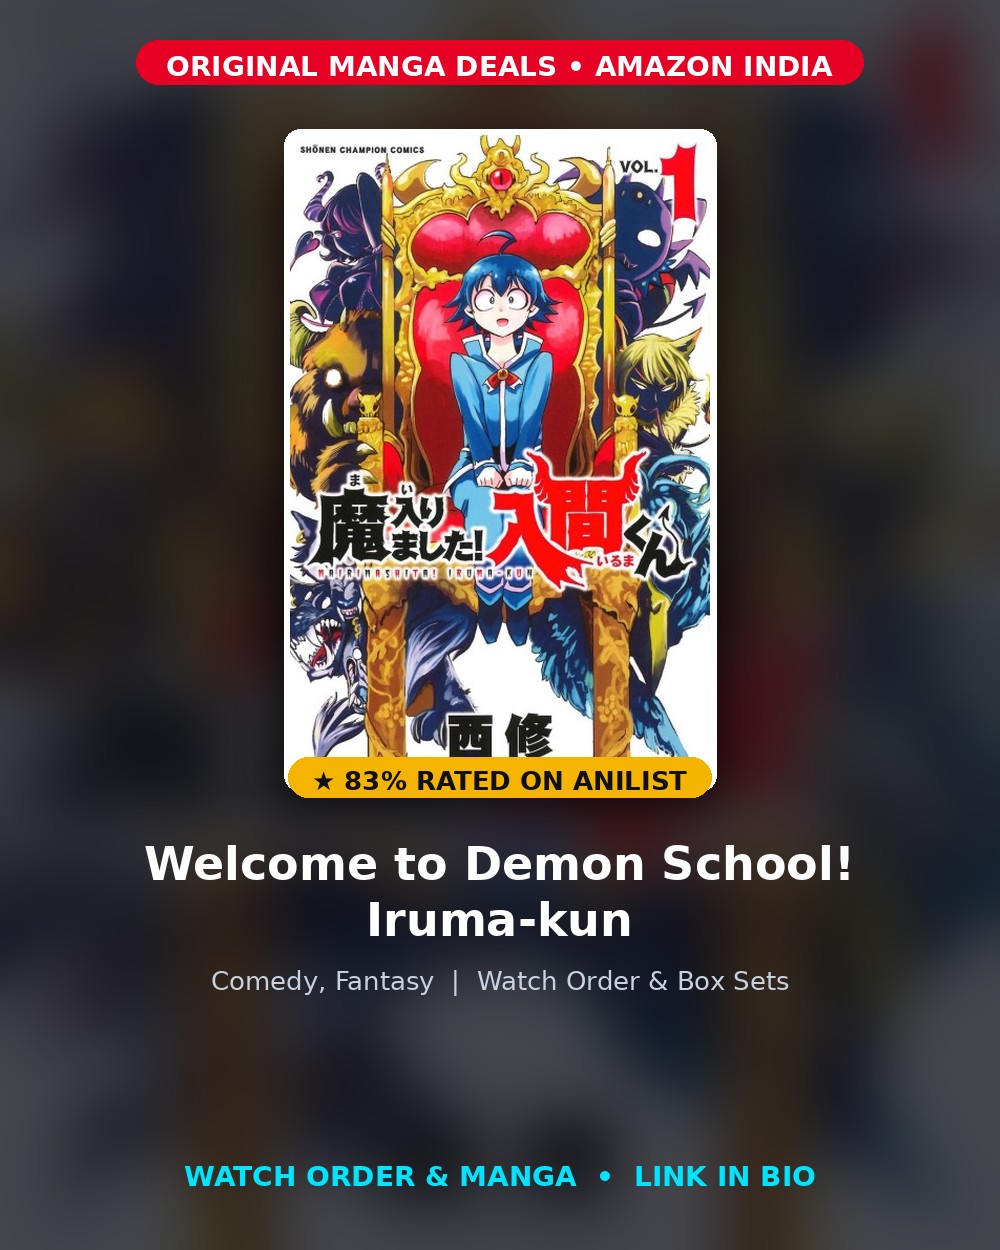 ORIGINAL MANGA DEALS • AMAZON INDIA
SHŌNEN CHAMPION COMICS
VOL.1
ま い
魔入り
ました!
入間くん
いるま
MAIRIMASHITA! IRUMA-KUN
西修
★ 83% RATED ON ANILIST
Welcome to Demon School!
Iruma-kun
Comedy, Fantasy | Watch Order & Box Sets
WATCH ORDER & MANGA • LINK IN BIO